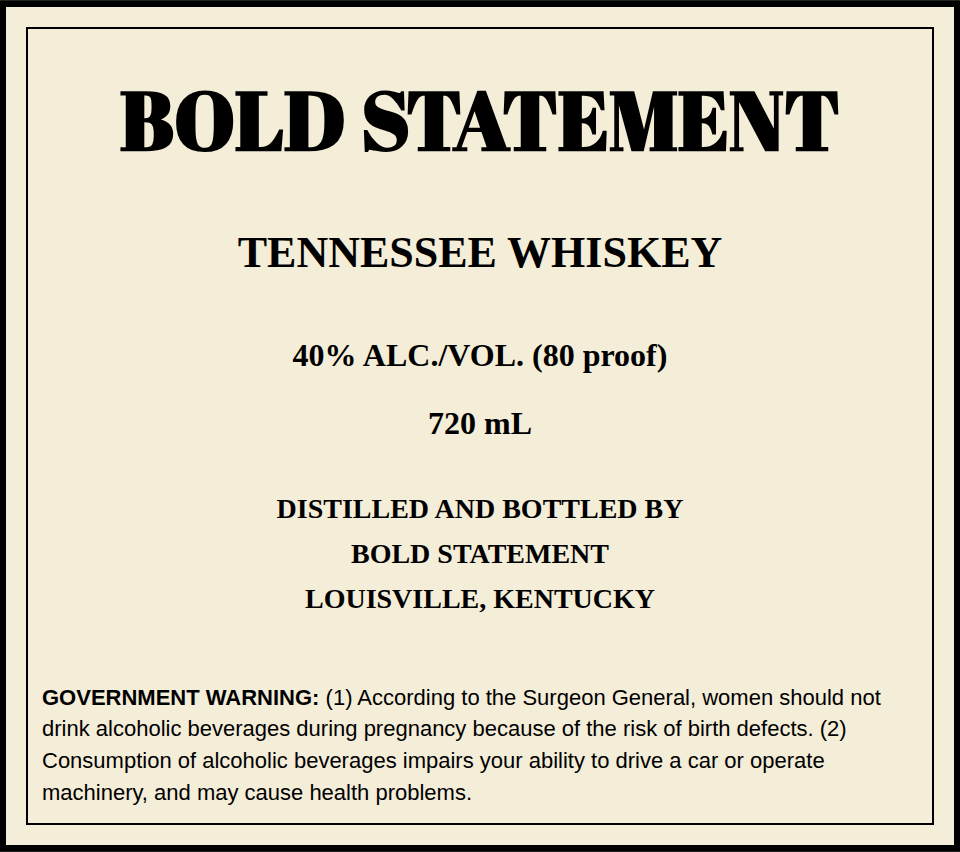 BOLD STATEMENT
TENNESSEE WHISKEY
40% ALC./VOL. (80 proof)
720 mL
DISTILLED AND BOTTLED BY
BOLD STATEMENT
LOUISVILLE, KENTUCKY
GOVERNMENT WARNING: (1) According to the Surgeon General, women should not
drink alcoholic beverages during pregnancy because of the risk of birth defects. (2)
Consumption of alcoholic beverages impairs your ability to drive a car or operate
machinery, and may cause health problems.